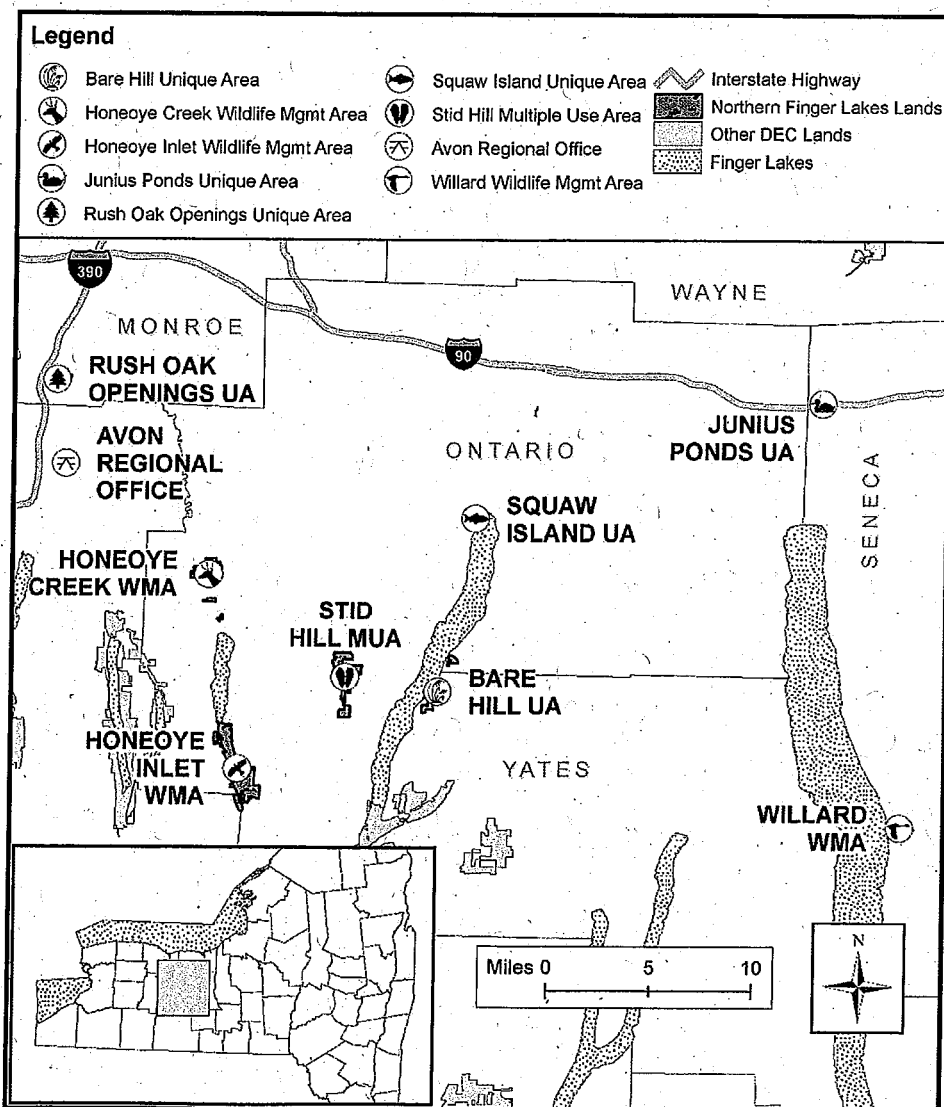 Legend
Bare Hill Unique Area
Honeoye Creek Wildlife Mgmt Area
Honeoye Inlet Wildlife Mgmt Area
Junius Ponds Unique Area
Rush Oak Openings Unique Area
Squaw Island Unique Area
Stid Hill Multiple Use Area
Avon Regional Office
Willard Wildlife Mgmt Area
Interstate Highway
Northern Finger Lakes Lands
Other DEC Lands
Finger Lakes
390
WAYNE
MONROE
90
RUSH OAK
OPENINGS UA
JUNIUS
PONDS UA
AVON
REGIONAL
OFFICE
ONTARIO
SENECA
SQUAW
ISLAND UA
HONEOYE
CREEK WMA
STID
HILL MUA
BARE
HILL UA
HONEOYE
INLET
WMA
YATES
WILLARD
WMA
N
Miles 0 5 10